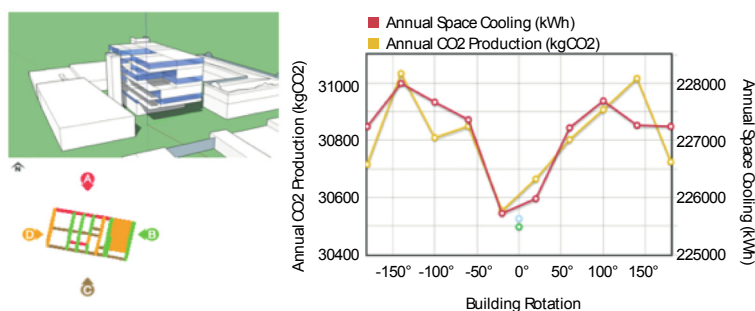 N
A
D
B
C
Annual Space Cooling (kWh)
Annual CO2 Production (kgCO2)
Annual CO2 Production (kgCO2)
31000
30800
30600
30400
228000
227000
226000
225000
Annual Space Cooling
(kWh)
-150°
-100°
-50°
0°
50°
100°
150°
Building Rotation